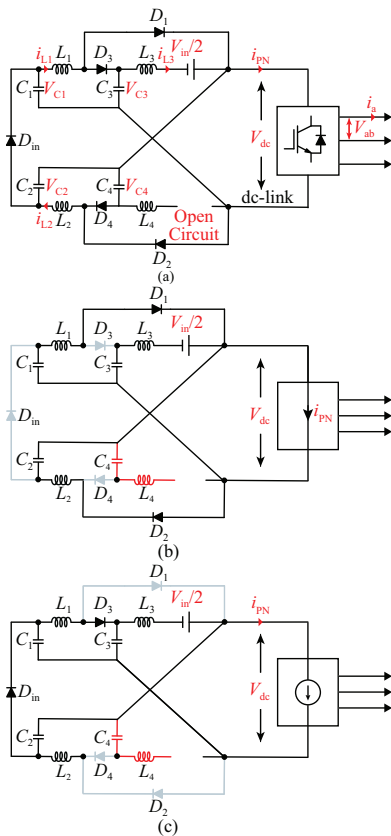 D1
iL1 L1 D3 iL3 L3 Vin/2 iPN
C1 VC1 C3 VC3
ia
Vab
Din
Vdc
C2 VC2 C4 VC4
dc-link
iL2 L2 D4 L4 Open
Circuit
D2
(a)
D1
L1 D3 L3 Vin/2
C1 C3
Din
Vdc iPN
C2 C4
L2 D4 L4
D2
(b)
D1
L1 D3 L3 Vin/2 iPN
C1 C3
Din
Vdc
C2 C4
L2 D4 L4
D2
(c)